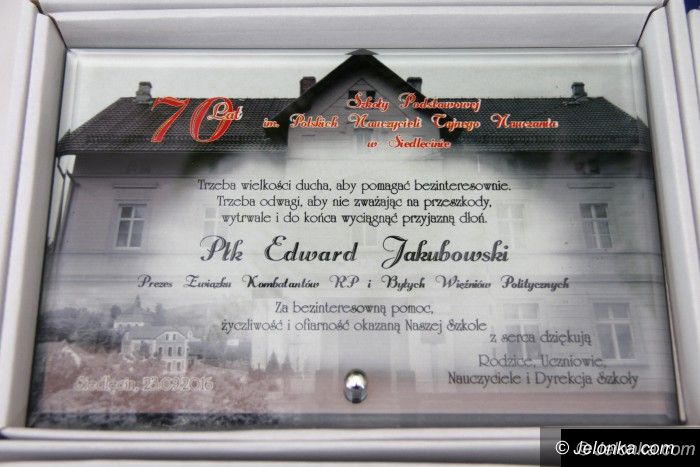 70 Lat
Szkoły Podstawowej
im. Polskich Nauczycieli Tajnego Nauczania
w Siedlęcinie
Trzeba wielkości ducha, aby pomagać bezinteresownie.
Trzeba odwagi, aby nie zważając na przeszkody,
wytrwale i do końca wyciągnąć przyjazną dłoń.
Płk Edward Jakubowski
Prezes Związku Kombatantów RP i Byłych Więźniów Politycznych
Za bezinteresowną pomoc,
życzliwość i ofiarność okazaną Naszej Szkole
z serca dziękują
Rodzice, Uczniowie,
Nauczyciele i Dyrekcja Szkoły
Siedlęcin, 23.09.2016
© Jelonka.com